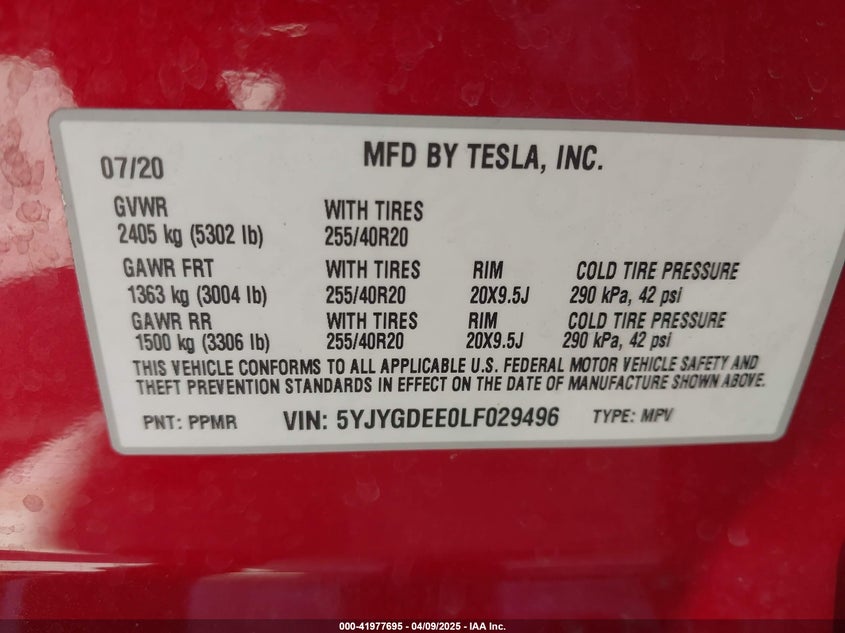 07/20 MFD BY TESLA, INC.
GVWR WITH TIRES
2405 kg (5302 lb) 255/40R20
GAWR FRT WITH TIRES RIM COLD TIRE PRESSURE
1363 kg (3004 lb) 255/40R20 20X9.5J 290 kPa, 42 psi
GAWR RR WITH TIRES RIM COLD TIRE PRESSURE
1500 kg (3306 lb) 255/40R20 20X9.5J 290 kPa, 42 psi
THIS VEHICLE CONFORMS TO ALL APPLICABLE U.S. FEDERAL MOTOR VEHICLE SAFETY AND
THEFT PREVENTION STANDARDS IN EFFECT ON THE DATE OF MANUFACTURE SHOWN ABOVE.
PNT: PPMR VIN: 5YJYGDEE0LF029496 TYPE: MPV
000-41977695 - 04/09/2025 - IAA Inc.